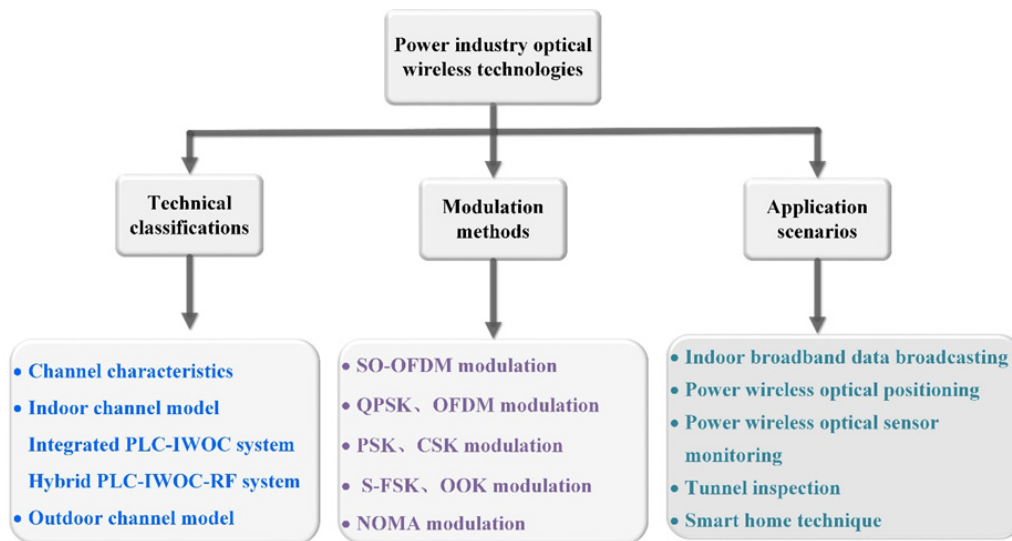 Power industry optical
wireless technologies
Technical
classifications
Modulation
methods
Application
scenarios
• Channel characteristics
• Indoor channel model
Integrated PLC-IWOC system
Hybrid PLC-IWOC-RF system
• Outdoor channel model
• SO-OFDM modulation
• QPSK、OFDM modulation
• PSK、CSK modulation
• S-FSK、OOK modulation
• NOMA modulation
• Indoor broadband data broadcasting
• Power wireless optical positioning
• Power wireless optical sensor
monitoring
• Tunnel inspection
• Smart home technique